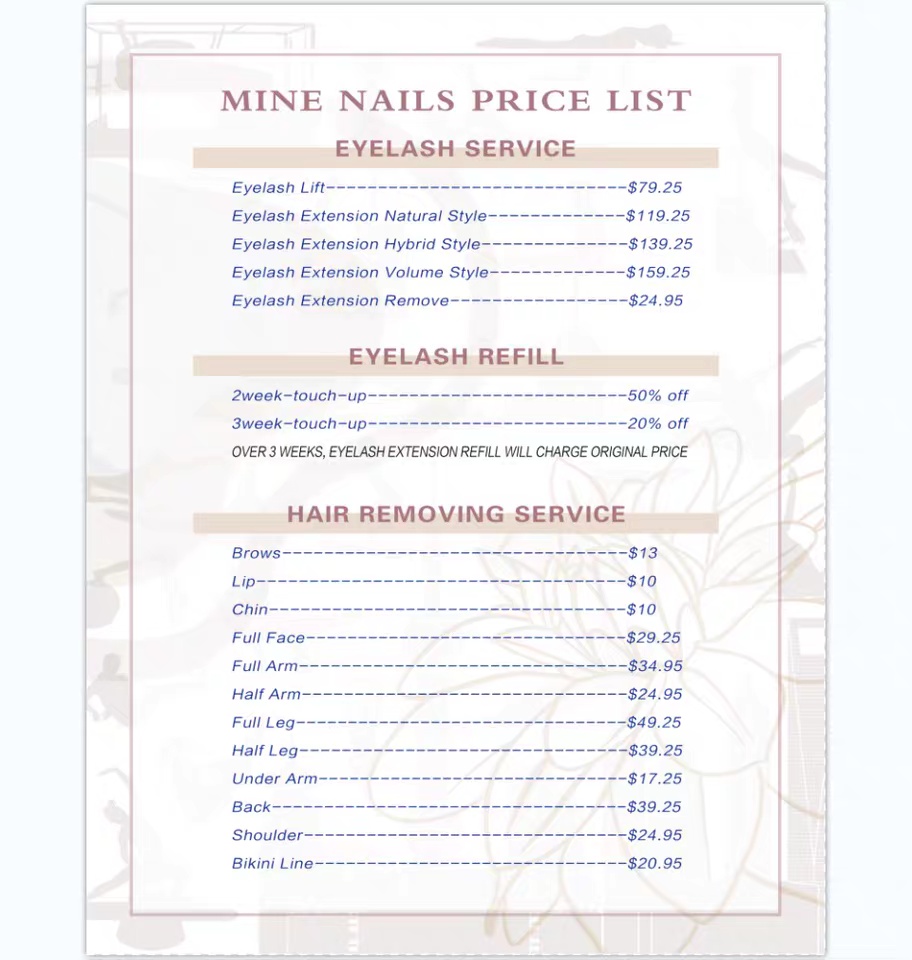 MINE NAILS PRICE LIST
EYELASH SERVICE
Eyelash Lift------------------------------$79.25
Eyelash Extension Natural Style--------------$119.25
Eyelash Extension Hybrid Style---------------$139.25
Eyelash Extension Volume Style--------------$159.25
Eyelash Extension Remove------------------$24.95
EYELASH REFILL
2week-touch-up--------------------------50% off
3week-touch-up--------------------------20% off
OVER 3 WEEKS, EYELASH EXTENSION REFILL WILL CHARGE ORIGINAL PRICE
HAIR REMOVING SERVICE
Brows-----------------------------------$13
Lip--------------------------------------$10
Chin------------------------------------$10
Full Face--------------------------------$29.25
Full Arm---------------------------------$34.95
Half Arm---------------------------------$24.95
Full Leg---------------------------------$49.25
Half Leg---------------------------------$39.25
Under Arm-------------------------------$17.25
Back------------------------------------$39.25
Shoulder--------------------------------$24.95
Bikini Line-------------------------------$20.95